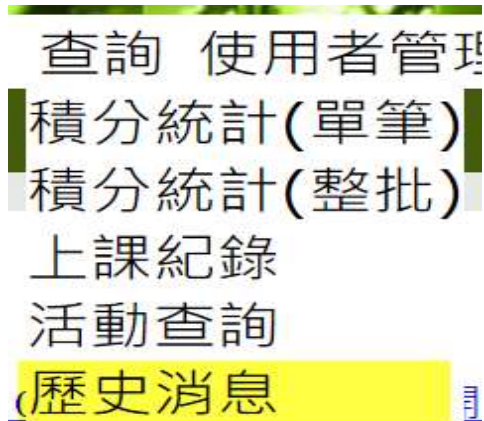 查詢 使用者管理
積分統計(單筆)
積分統計(整批)
上課紀錄
活動查詢
(歷史消息